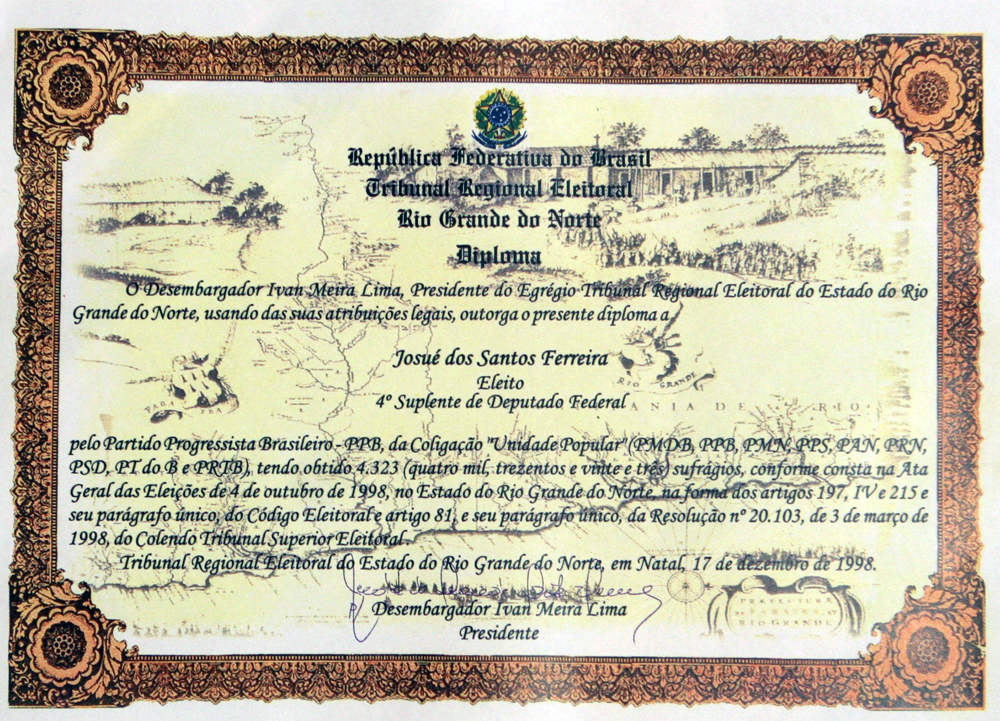 República Federativa do Brasil
Tribunal Regional Eleitoral
Rio Grande do Norte
Diploma
O Desembargador Ivan Meira Lima, Presidente do Egrégio Tribunal Regional Eleitoral do Estado do Rio
Grande do Norte, usando das suas atribuições legais, outorga o presente diploma a
Josué dos Santos Ferreira
RIO GRANDE
Eleito
4º Suplente de Deputado Federal
pelo Partido Progressista Brasileiro - PPB, da Coligação "Unidade Popular" (PMDB, PPB, PMN, PPS, PAN, PRN,
PSD, PT do B e PRTB), tendo obtido 4.323 (quatro mil, trezentos e vinte e três) sufrágios, conforme consta na Ata
Geral das Eleições de 4 de outubro de 1998, no Estado do Rio Grande do Norte, na forma dos artigos 197, IV e 215 e
seu parágrafo único, do Código Eleitoral e artigo 81, e seu parágrafo único, da Resolução nº 20.103, de 3 de março de
1998, do Colendo Tribunal Superior Eleitoral.
Tribunal Regional Eleitoral do Estado do Rio Grande do Norte, em Natal, 17 de dezembro de 1998.
Desembargador Ivan Meira Lima
Presidente
PRÆFECTURÆ
RIO GRANDE